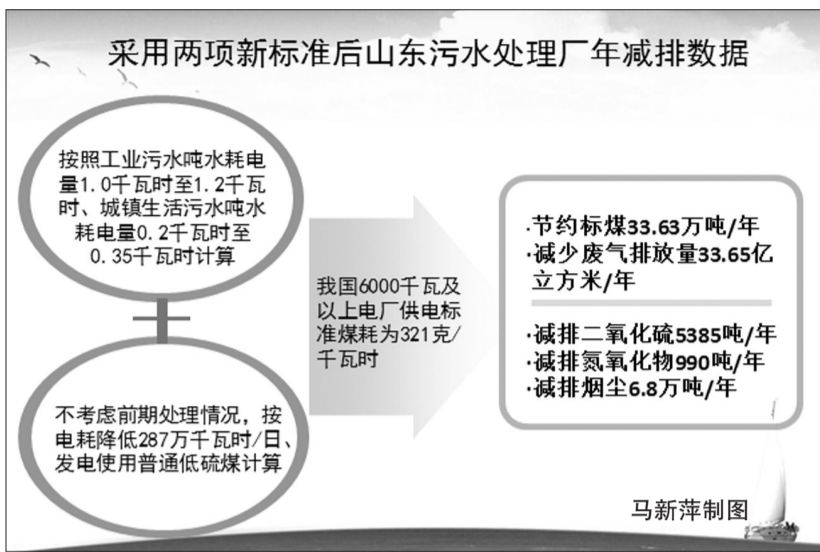 采用两项新标准后山东污水处理厂年减排数据
按照工业污水吨水耗电
量1.0千瓦时至1.2千瓦
时、城镇生活污水吨水
耗电量0.2千瓦时至
0.35千瓦时计算
不考虑前期处理情况，按
电耗降低287万千瓦时/日、
发电使用普通低硫煤计算
我国6000千瓦及
以上电厂供电标
准煤耗为321克/
千瓦时
·节约标煤33.63万吨/年
·减少废气排放量33.65亿
立方米/年
·减排二氧化硫5385吨/年
·减排氮氧化物990吨/年
·减排烟尘6.8万吨/年
马新萍制图